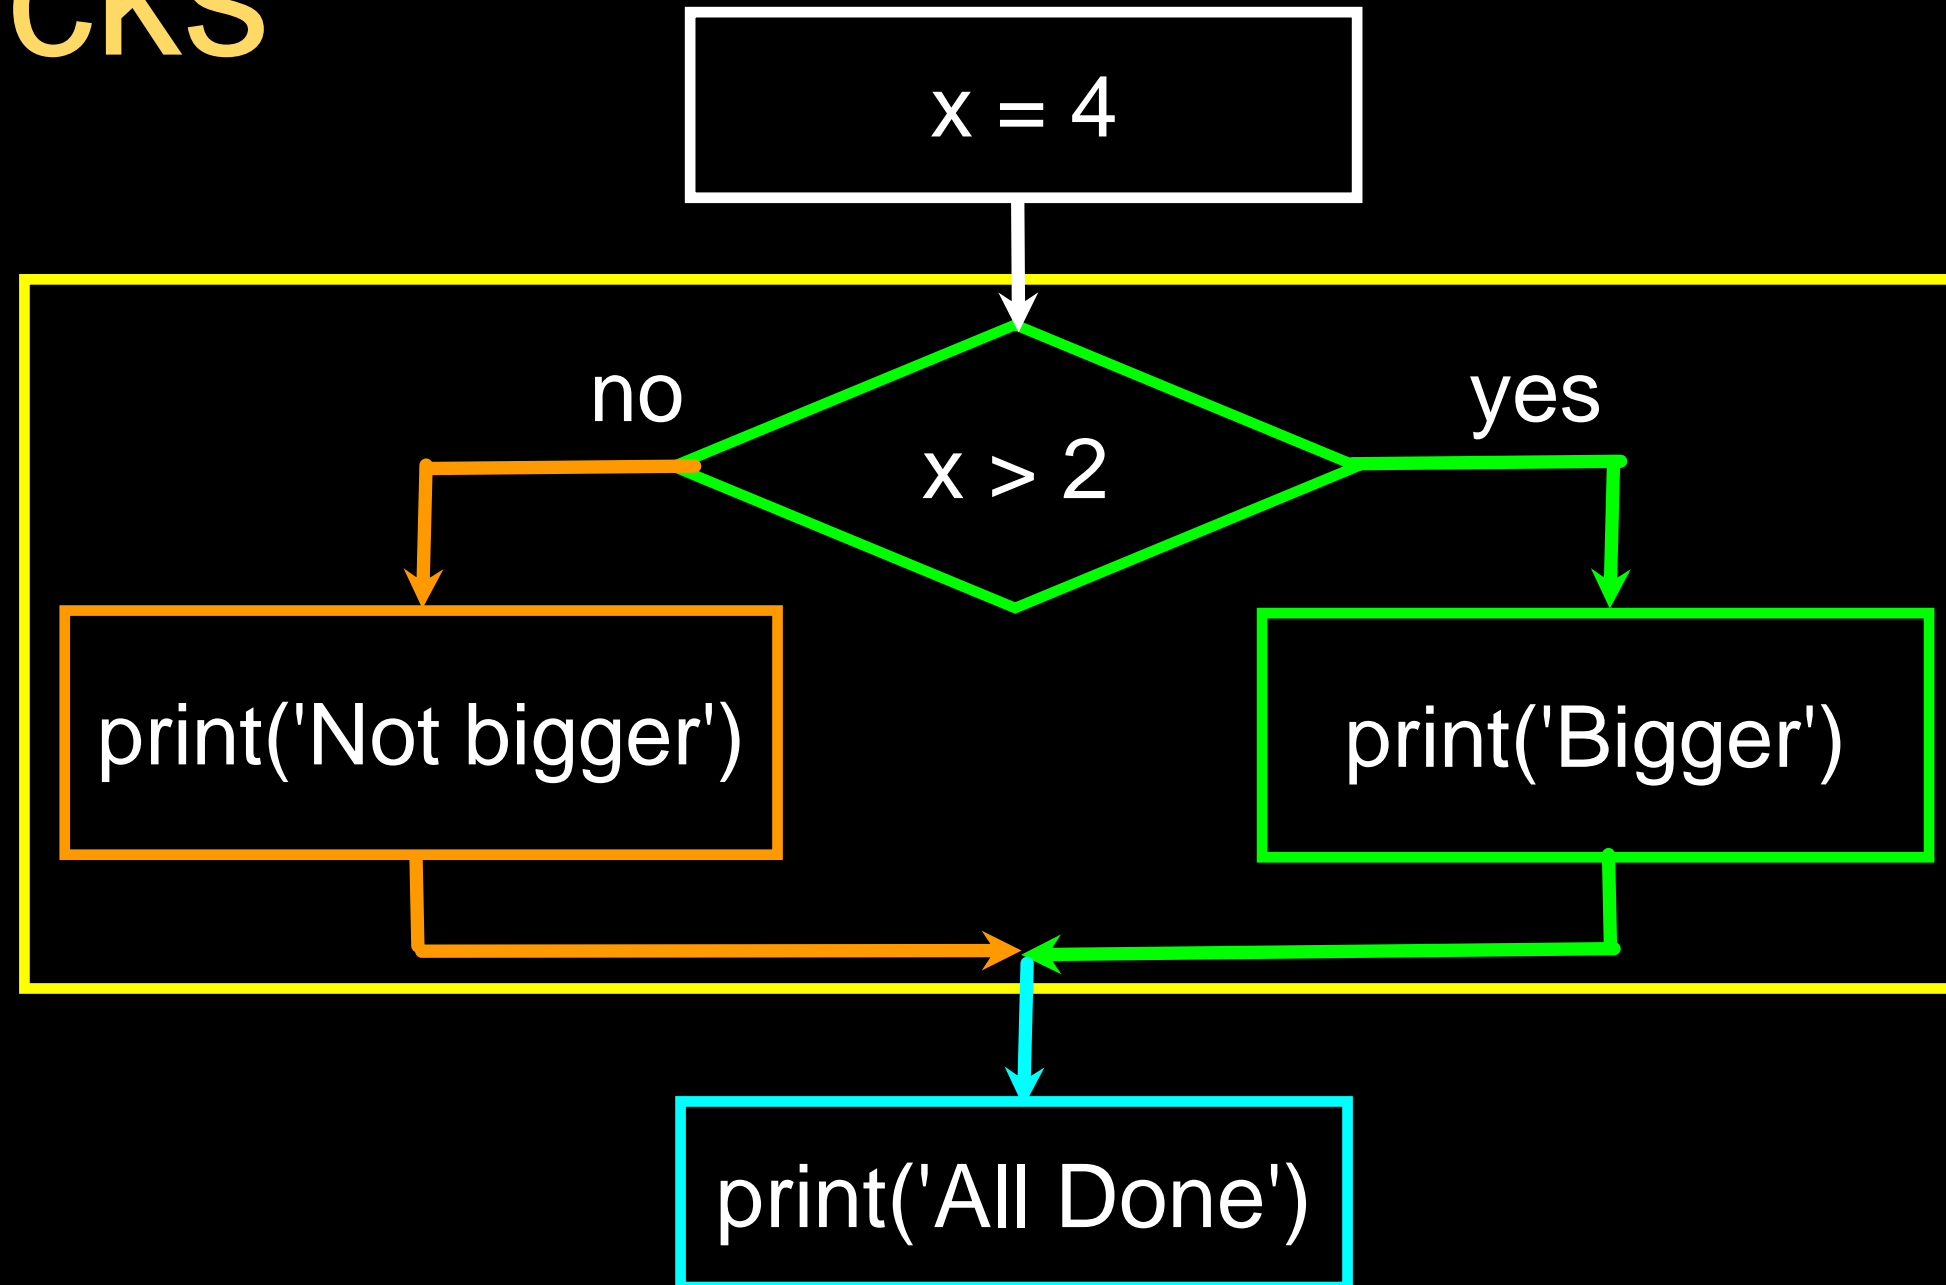 x = 4
no
yes
x > 2
print('Not bigger')
print('Bigger')
print('All Done')